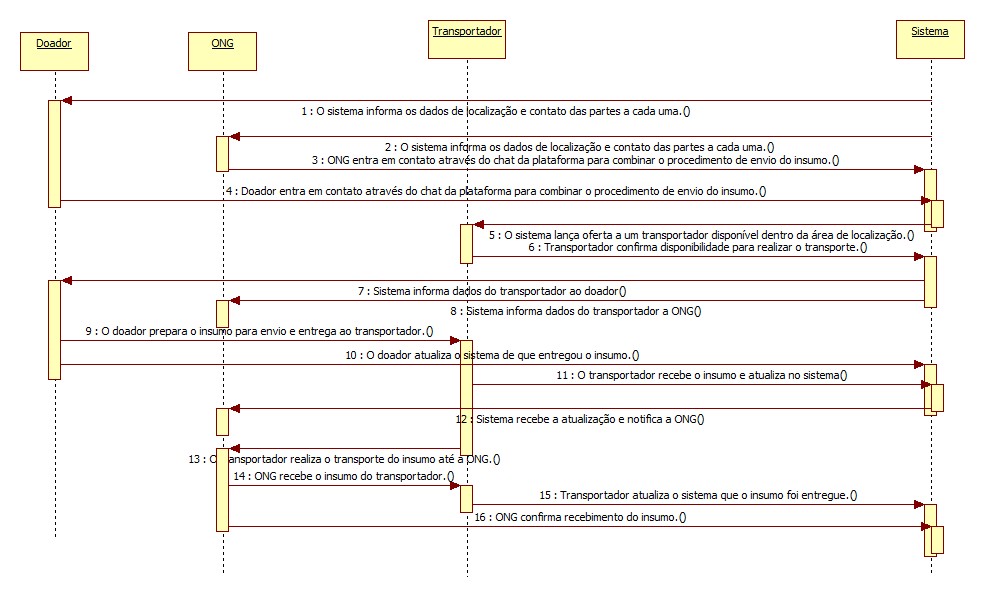 Doador
ONG
Transportador
Sistema
1 : O sistema informa os dados de localização e contato das partes a cada uma.()
2 : O sistema informa os dados de localização e contato das partes a cada uma.()
3 : ONG entra em contato através do chat da plataforma para combinar o procedimento de envio do insumo.()
4 : Doador entra em contato através do chat da plataforma para combinar o procedimento de envio do insumo.()
5 : O sistema lança oferta a um transportador disponível dentro da área de localização.()
6 : Transportador confirma disponibilidade para realizar o transporte.()
7 : Sistema informa dados do transportador ao doador()
8 : Sistema informa dados do transportador a ONG()
9 : O doador prepara o insumo para envio e entrega ao transportador.()
10 : O doador atualiza o sistema de que entregou o insumo.()
11 : O transportador recebe o insumo e atualiza no sistema()
12 : Sistema recebe a atualização e notifica a ONG()
13 : O transportador realiza o transporte do insumo até a ONG.()
14 : ONG recebe o insumo do transportador.()
15 : Transportador atualiza o sistema que o insumo foi entregue.()
16 : ONG confirma recebimento do insumo.()